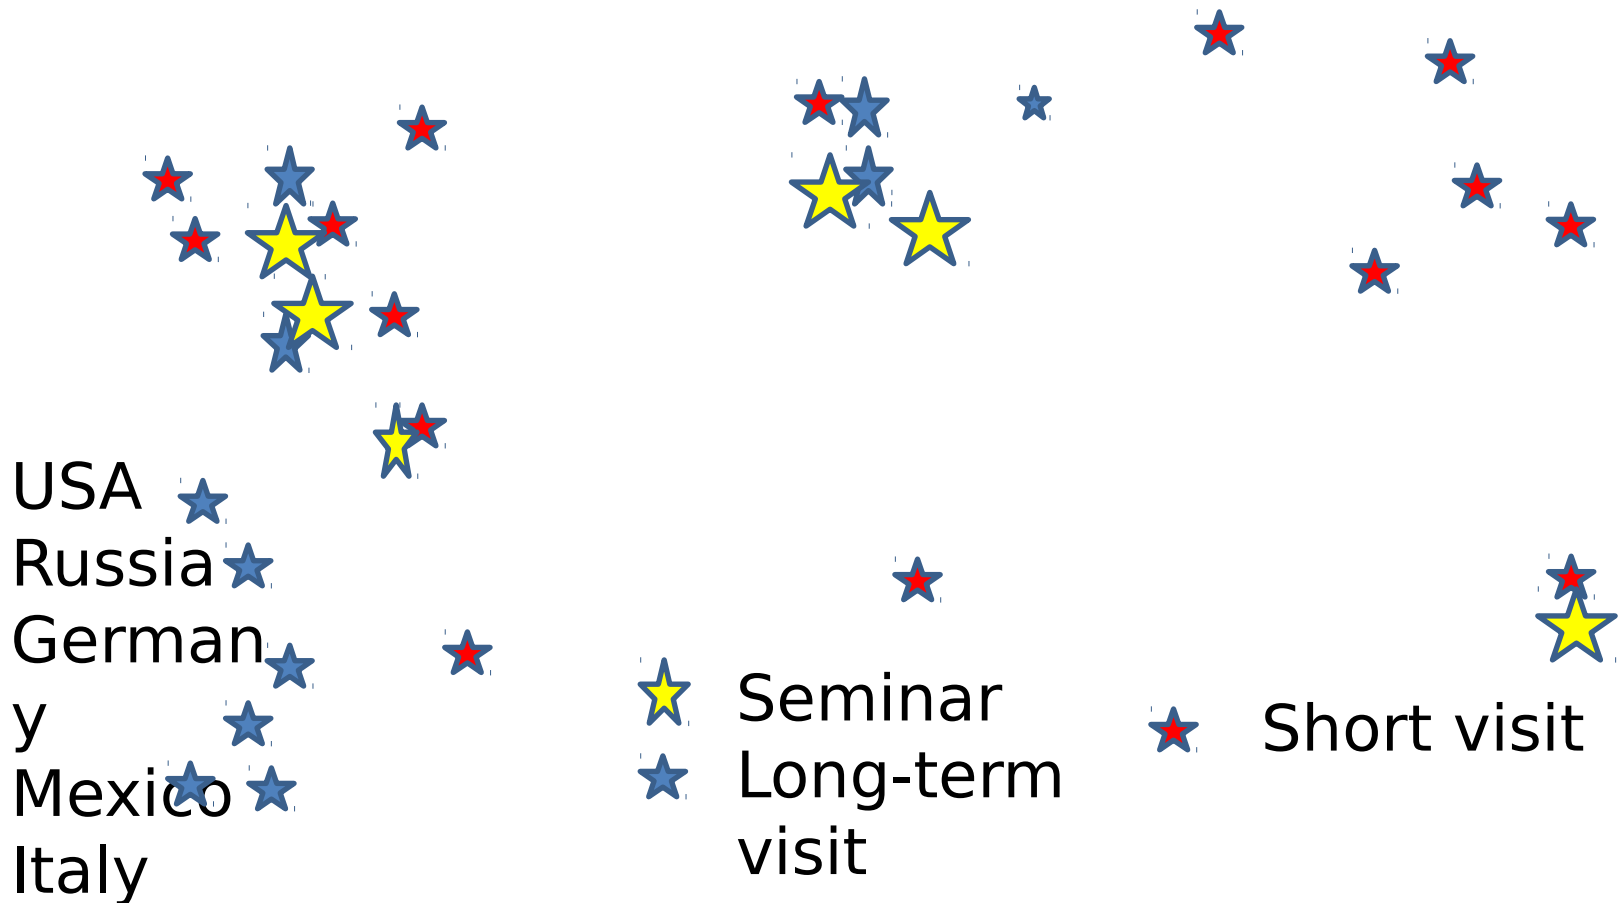 USA
Russia
German
y
Mexico
Italy
Seminar
Long-term
visit
Short visit